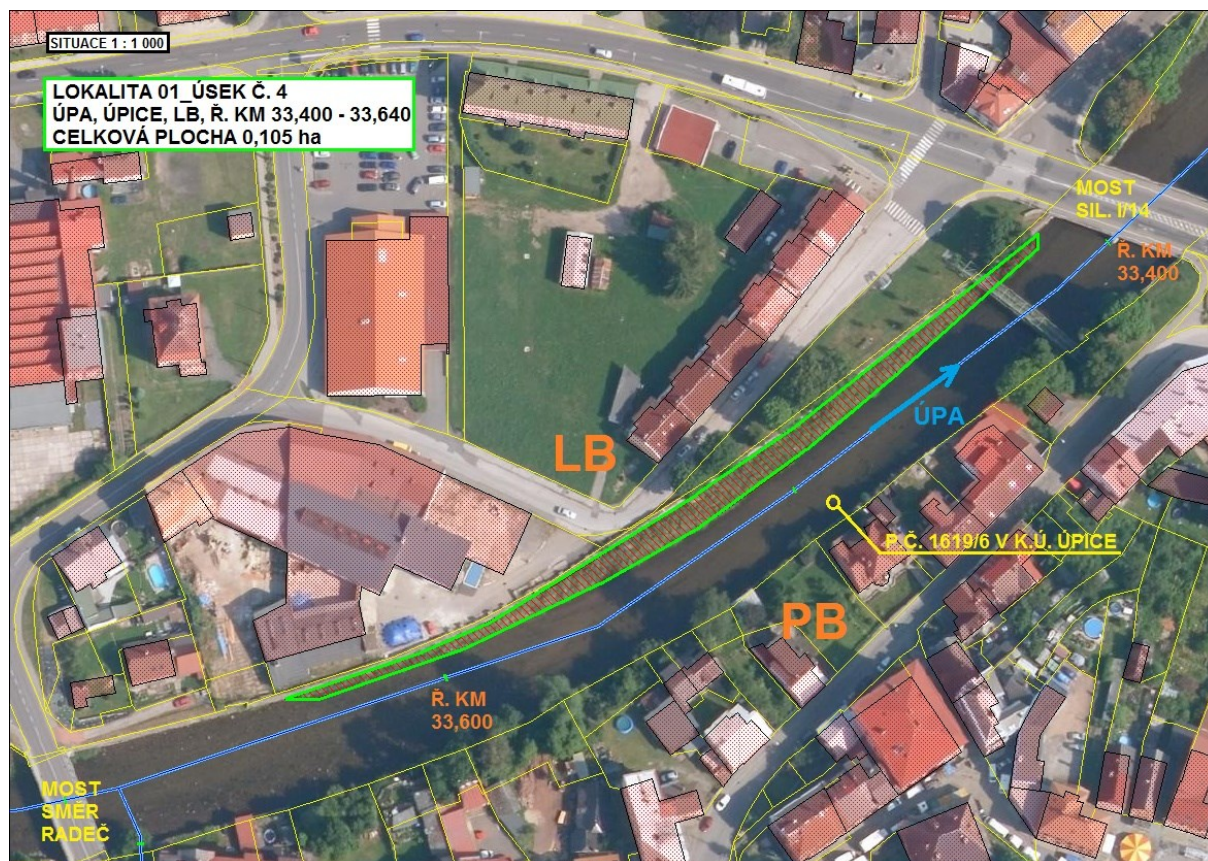 SITUACE 1 : 1 000
LOKALITA 01_ÚSEK Č. 4
ÚPA, ÚPICE, LB, Ř. KM 33,400 - 33,640
CELKOVÁ PLOCHA 0,105 ha
MOST
SIL. I/14
Ř. KM
33,400
ÚPA
LB
P.Č. 1619/6 V K.Ú. ÚPICE
PB
Ř. KM
33,600
MOST
SMĚR
RADEČ